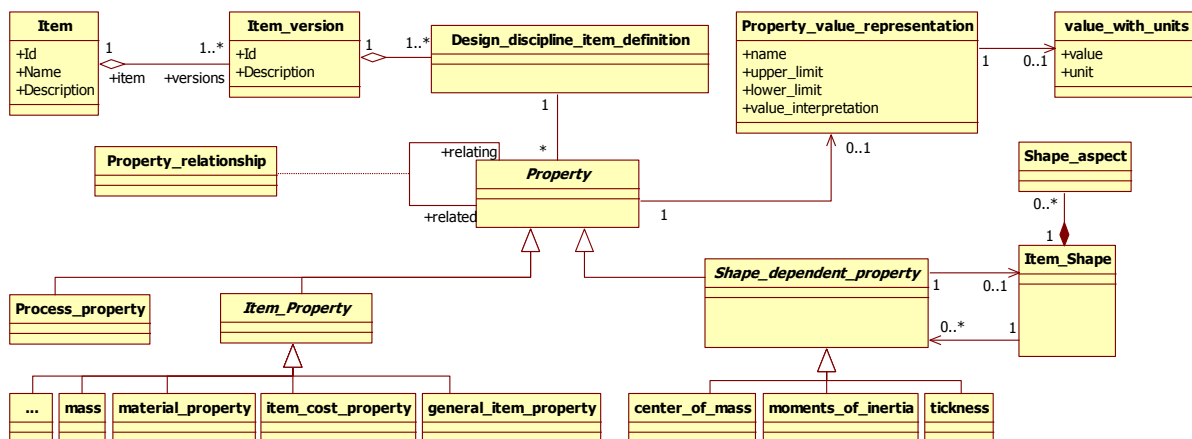 Item
+Id
+Name
+Description
1
+item
1..*
+versions
Item_version
+Id
+Description
1
1..*
Design_discipline_item_definition
1
*
Property_value_representation
+name
+upper_limit
+lower_limit
+value_interpretation
1
0..1
value_with_units
+value
+unit
Property_relationship
+relating
+related
Property
1
0..1
Shape_aspect
0..*
1
Item_Shape
Shape_dependent_property
1
0..1
0..*
1
Process_property
Item_Property
...
mass
material_property
item_cost_property
general_item_property
center_of_mass
moments_of_inertia
tickness